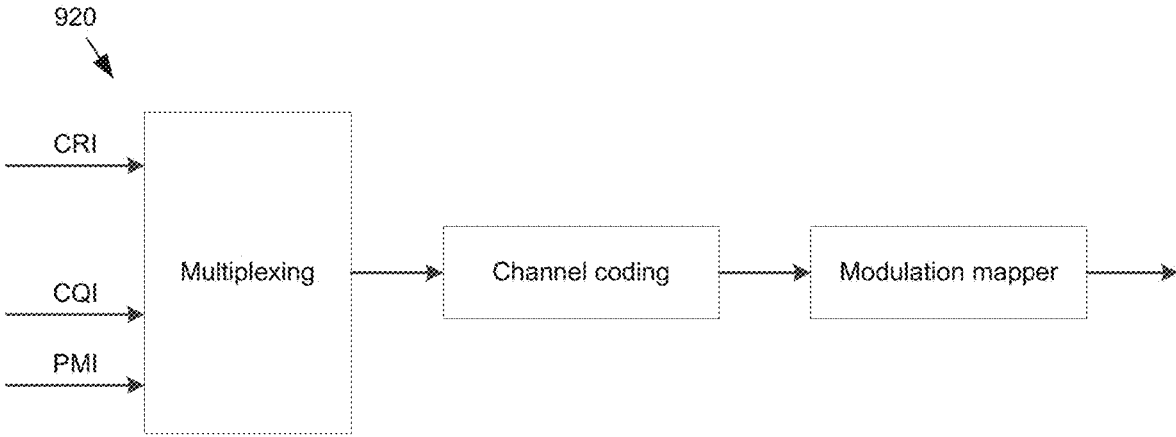 920
CRI
CQI
PMI
Multiplexing
Channel coding
Modulation mapper